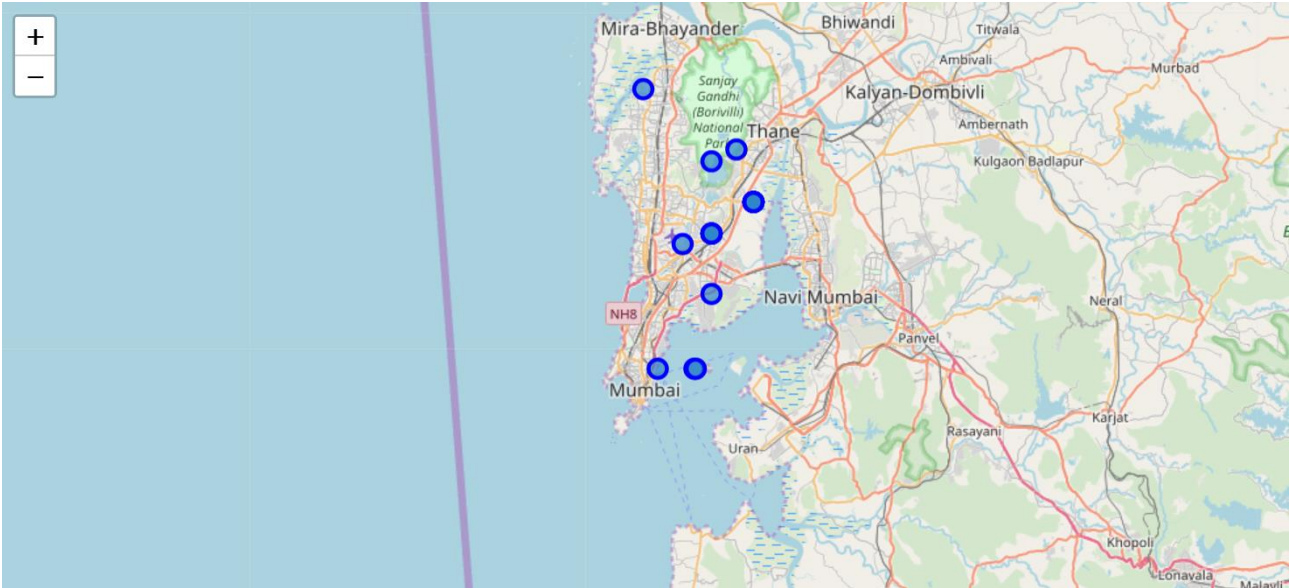 +
−
Mira-Bhayander
Bhiwandi
Titwala
Ambivali
Murbad
Sanjay
Gandhi
(Borivilli)
National
Kalyan-Dombivli
Thane
Ambernath
Kulgaon Badlapur
Navi Mumbai
Neral
NH8
Panvel
Mumbai
Karjat
Rasayani
Uran
Khopoli
Lonavala